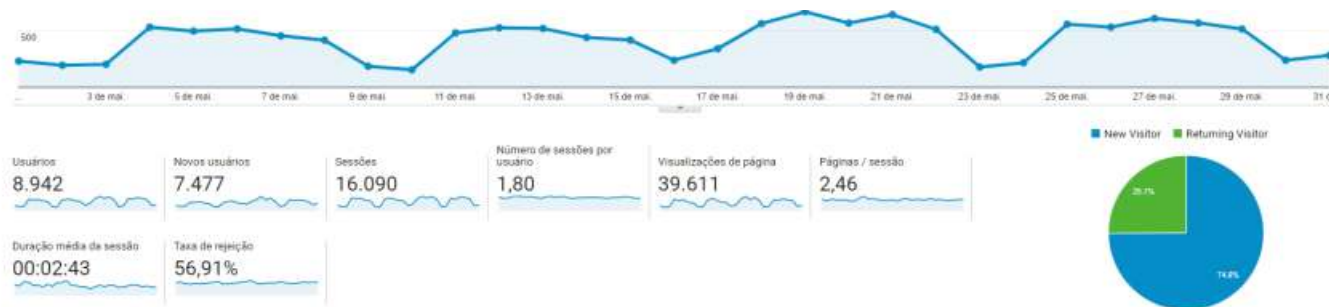 500
...
3 de mai. 5 de mai. 7 de mai. 9 de mai. 11 de mai. 13 de mai. 15 de mai. 17 de mai. 19 de mai. 21 de mai. 23 de mai. 25 de mai. 27 de mai. 29 de mai. 31 d
New Visitor Returning Visitor
Usuários
8.942
Novos usuários
7.477
Sessões
16.090
Número de sessões por
usuário
1,80
Visualizações de página
39.611
Páginas / sessão
2,46
Duração média da sessão
00:02:43
Taxa de rejeição
56,91%
74.8%